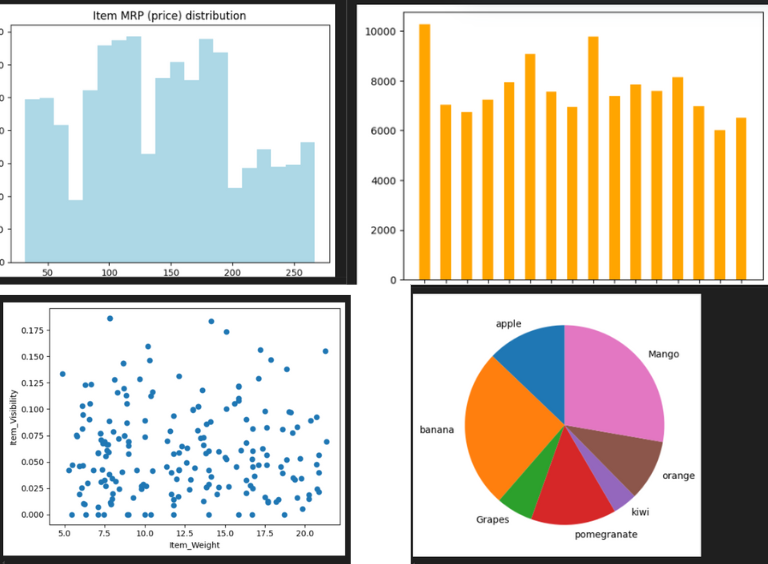 Item MRP (price) distribution
0
50 100 150 200 250
10000
8000
6000
4000
2000
0
0.175
0.150
0.125
0.100
0.075
0.050
0.025
0.000
Item_Visibility
5.0 7.5 10.0 12.5 15.0 17.5 20.0
Item_Weight
apple
Mango
banana
orange
kiwi
Grapes
pomegranate